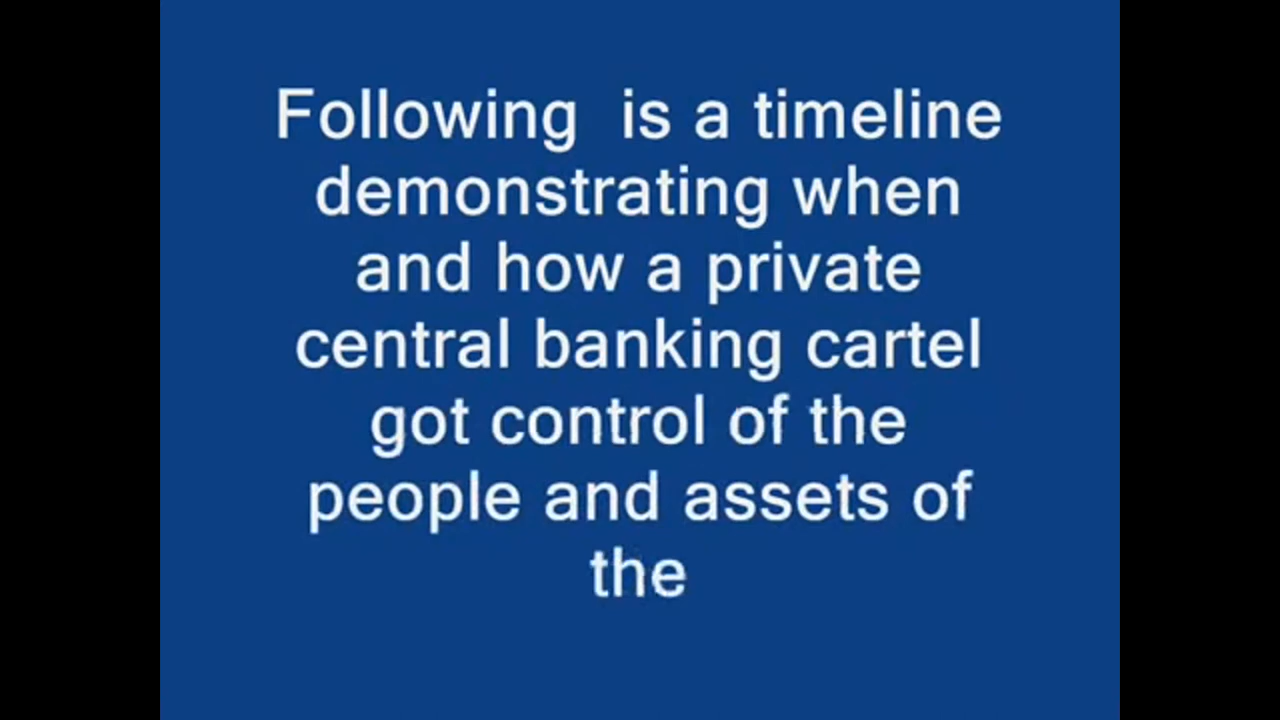 Following  is a timeline
demonstrating when
and how a private
central banking cartel
got control of the
people and assets of
the